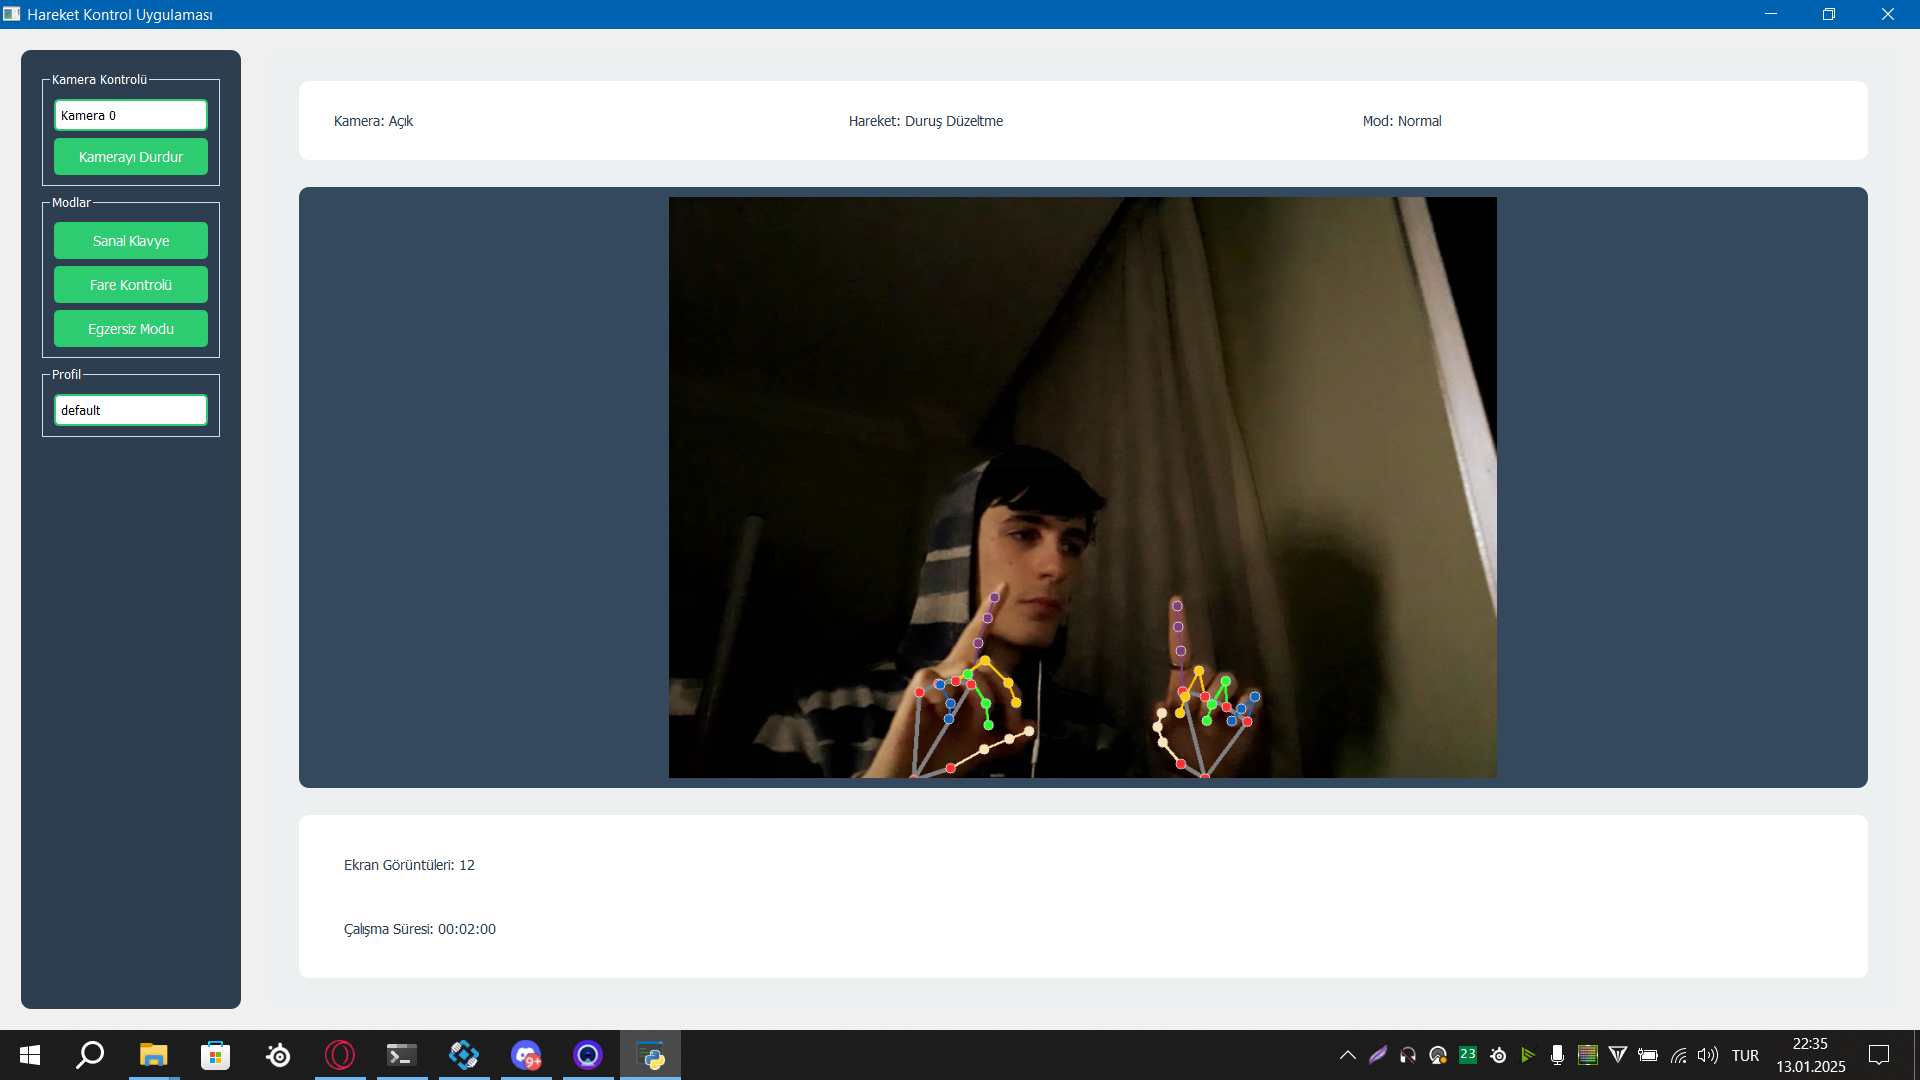 Hareket Kontrol Uygulaması
Kamera Kontrolü
Kamera 0
Kamerayı Durdur
Modlar
Sanal Klavye
Fare Kontrolü
Egzersiz Modu
Profil
default
Kamera: Açık
Hareket: Duruş Düzeltme
Mod: Normal
Ekran Görüntüleri: 12
Çalışma Süresi: 00:02:00
9+
23
TUR
22:35
13.01.2025